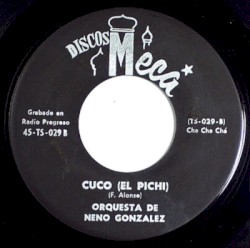 DISCOS
Meca
Grabado en
Radio Progreso
45-TS-029 B
(TS-029-B)
Cha Cha Chá
CUCO (EL PICHI)
(F. Alonso)
ORQUESTA DE
NENO GONZALEZ